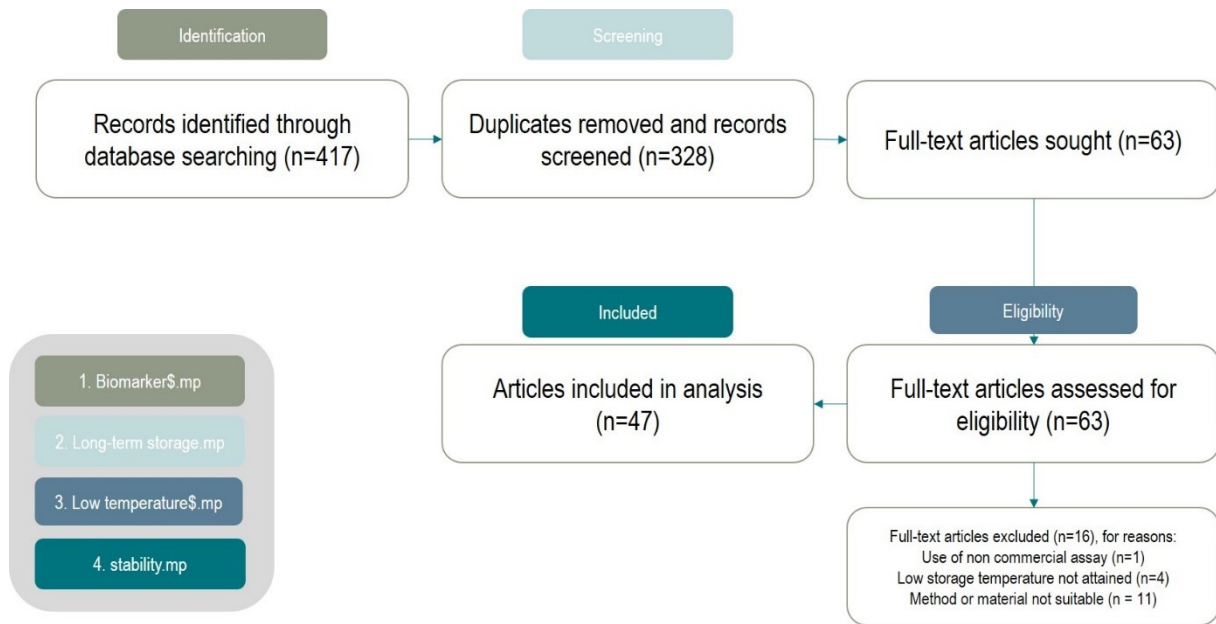 Identification
Screening
Records identified through
database searching (n=417)
Duplicates removed and records
screened (n=328)
Full-text articles sought (n=63)
Included
Eligibility
Articles included in analysis
(n=47)
Full-text articles assessed for
eligibility (n=63)
Full-text articles excluded (n=16), for reasons:
Use of non commercial assay (n=1)
Low storage temperature not attained (n=4)
Method or material not suitable (n = 11)
1. Biomarker$.mp
2. Long-term storage.mp
3. Low temperature$.mp
4. stability.mp